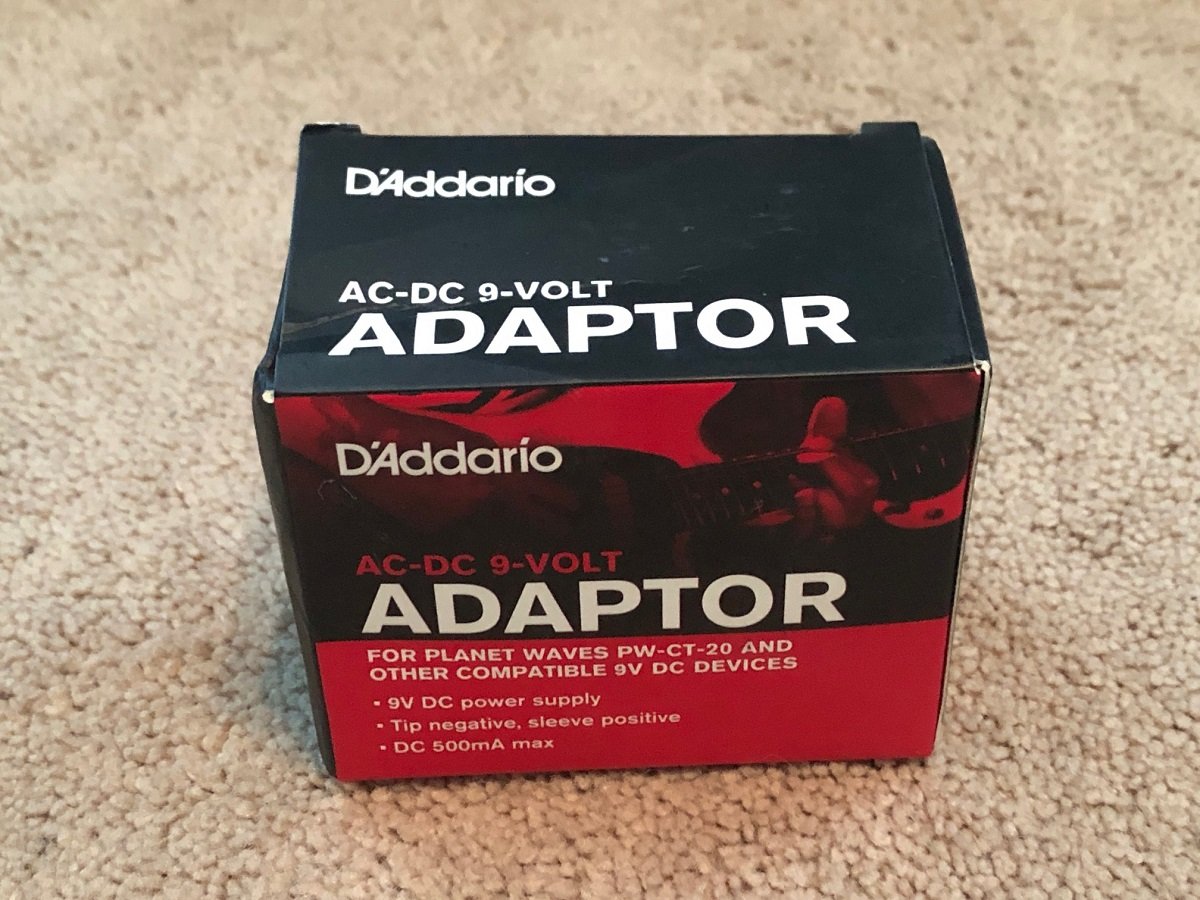 D'Addario
AC-DC 9-VOLT
ADAPTOR
D'Addario
AC-DC 9-VOLT
ADAPTOR
FOR PLANET WAVES PW-CT-20 AND
OTHER COMPATIBLE 9V DC DEVICES
• 9V DC power supply
• Tip negative, sleeve positive
• DC 500mA max